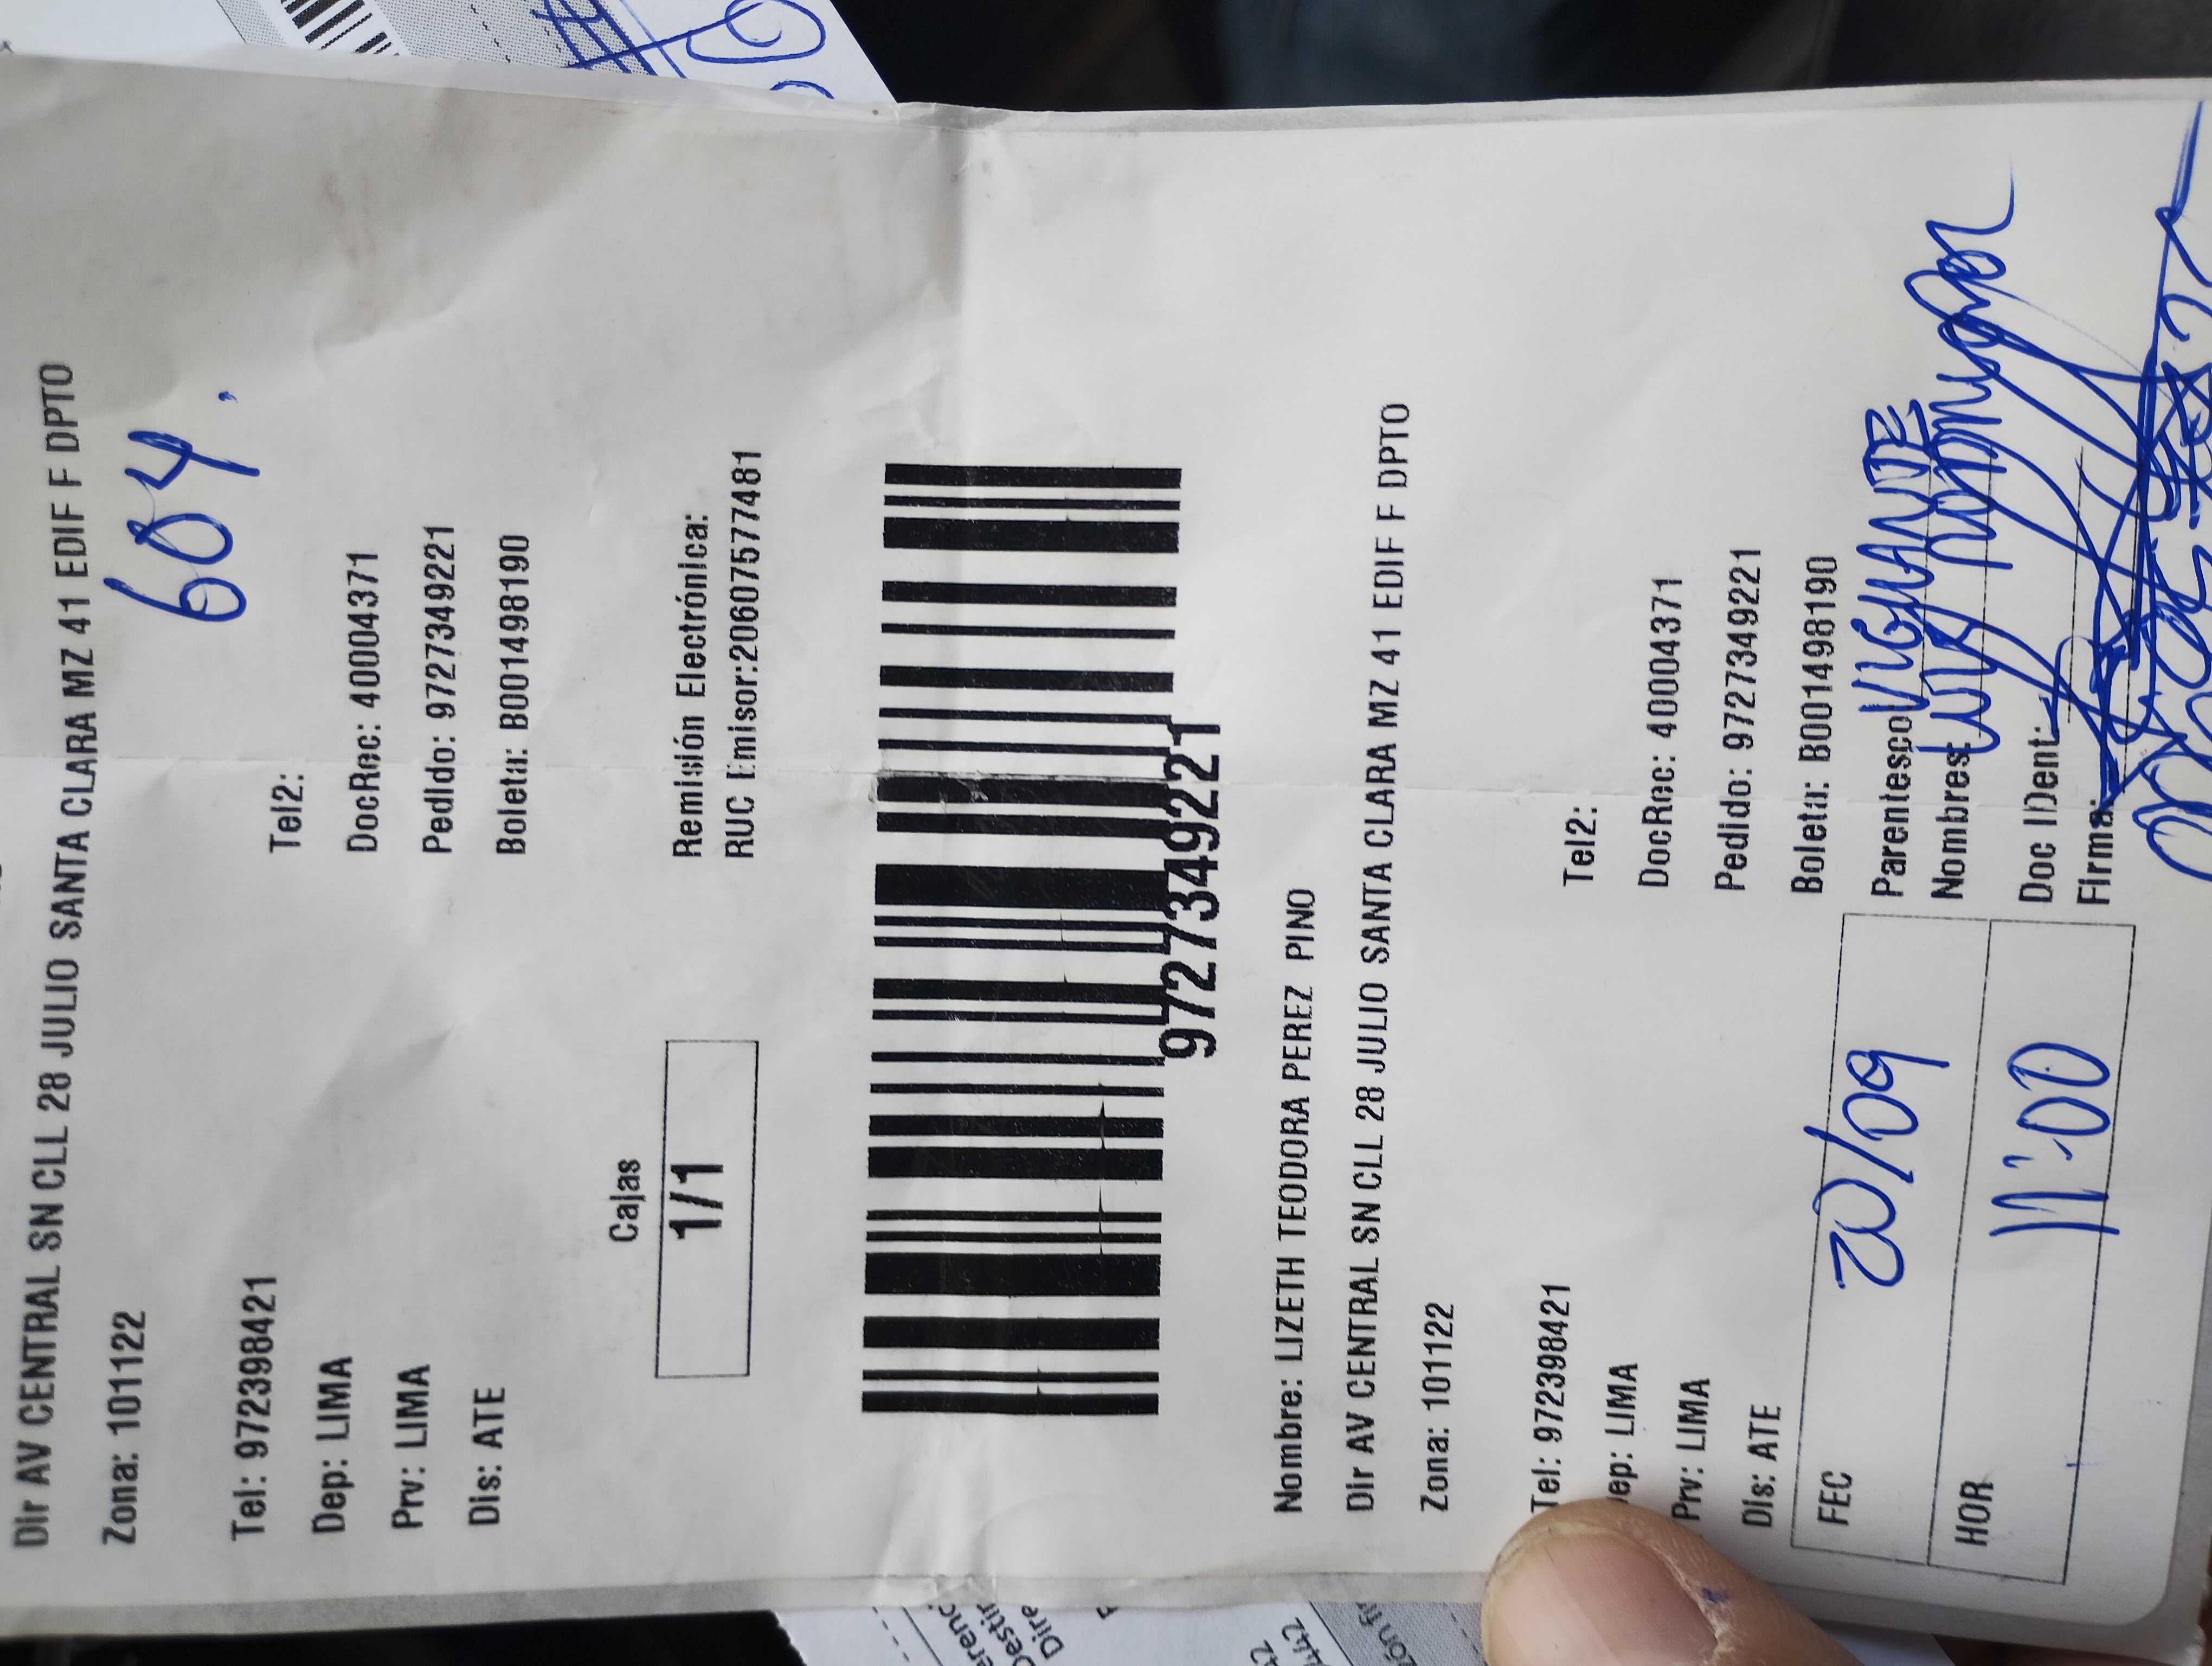 Dir AV CENTRAL SN CLL 28 JULIO SANTA CLARA MZ 41 EDIF F DPTO
604.
Zona: 101122
Tel: 972398421
Tel2:
Dep: LIMA
DocRec: 40004371
Prv: LIMA
Pedido: 9727349221
Dis: ATE
Boleta: B001498190
Cajas
1/1
Remisión Electrónica:
RUC Emisor:20607577481
9727349221
Nombre: LIZETH TEODORA PEREZ PINO
Dir AV CENTRAL SN CLL 28 JULIO SANTA CLARA MZ 41 EDIF F DPTO
Zona: 101122
Tel: 972398421
Tel2:
ep: LIMA
DocRec: 40004371
Prv: LIMA
Pedido: 9727349221
Dis: ATE
Boleta: B001498190
FEC 20/09
HOR 11:00
Parentesco: VIGILANTE
Nombres:
Doc IDent:
Firma: